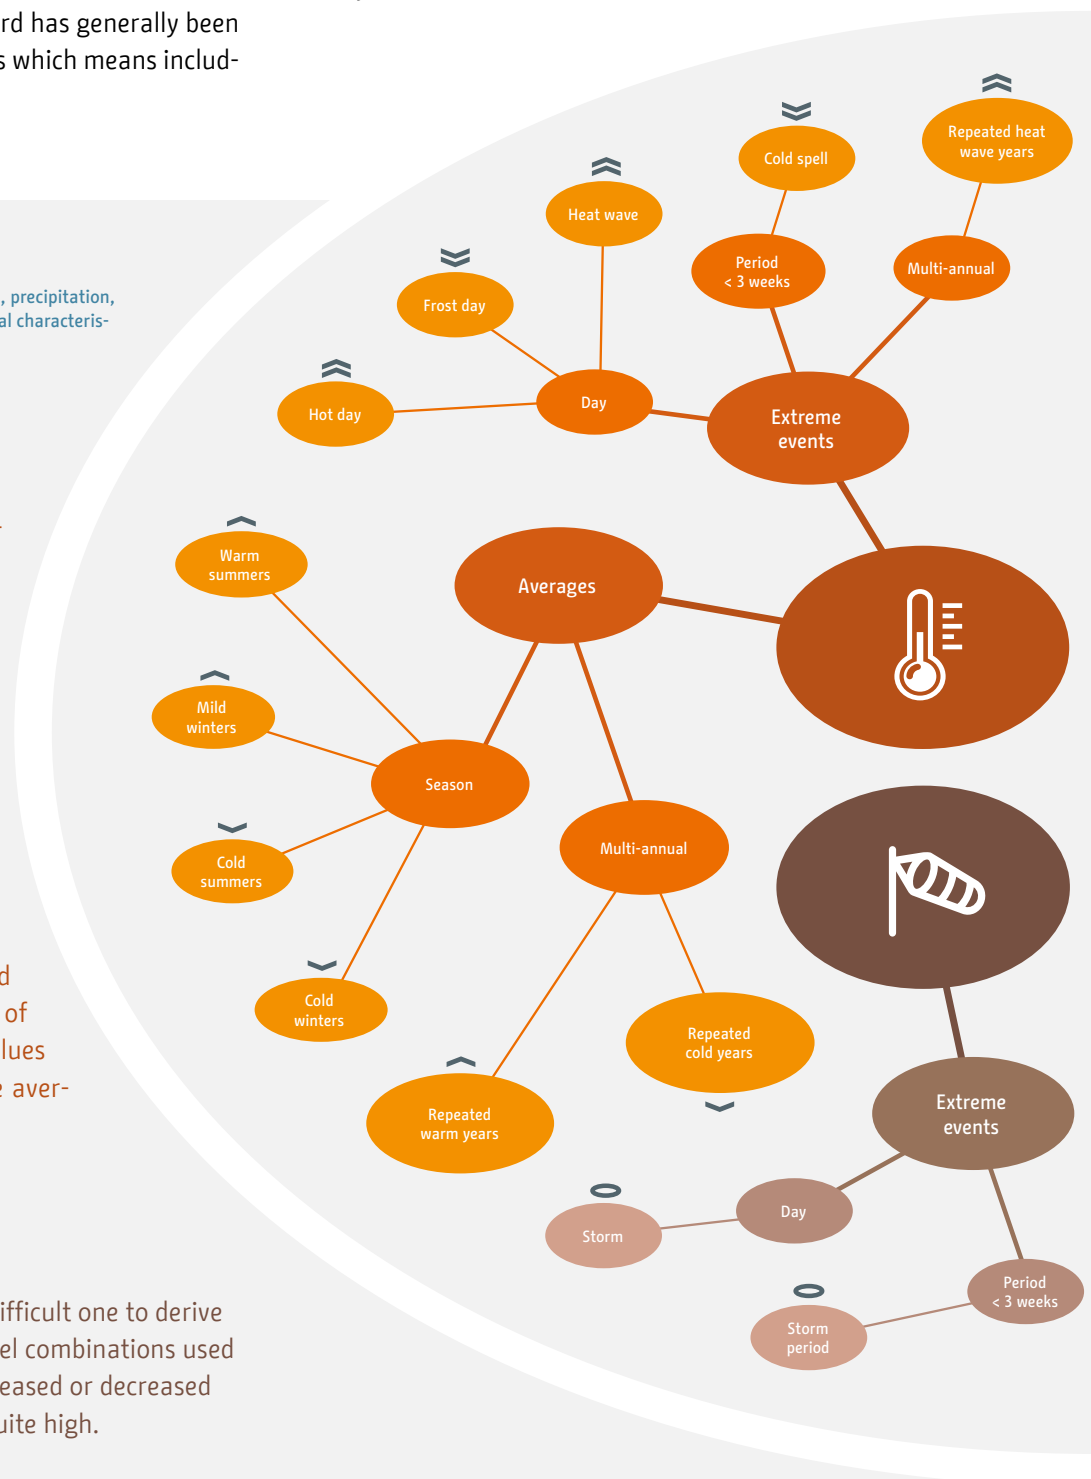 rd has generally been
s which means includ-
, precipitation,
al characteris-
d
of
lues
e aver-
ifficult one to derive
el combinations used
eased or decreased
uite high.
Repeated heat
wave years
Cold spell
Heat wave
Period
< 3 weeks
Multi-annual
Frost day
Day
Hot day
Extreme
events
Warm
summers
Averages
Mild
winters
Season
Multi-annual
Cold
summers
Cold
winters
Repeated
cold years
Repeated
warm years
Extreme
events
Day
Storm
Period
< 3 weeks
Storm
period